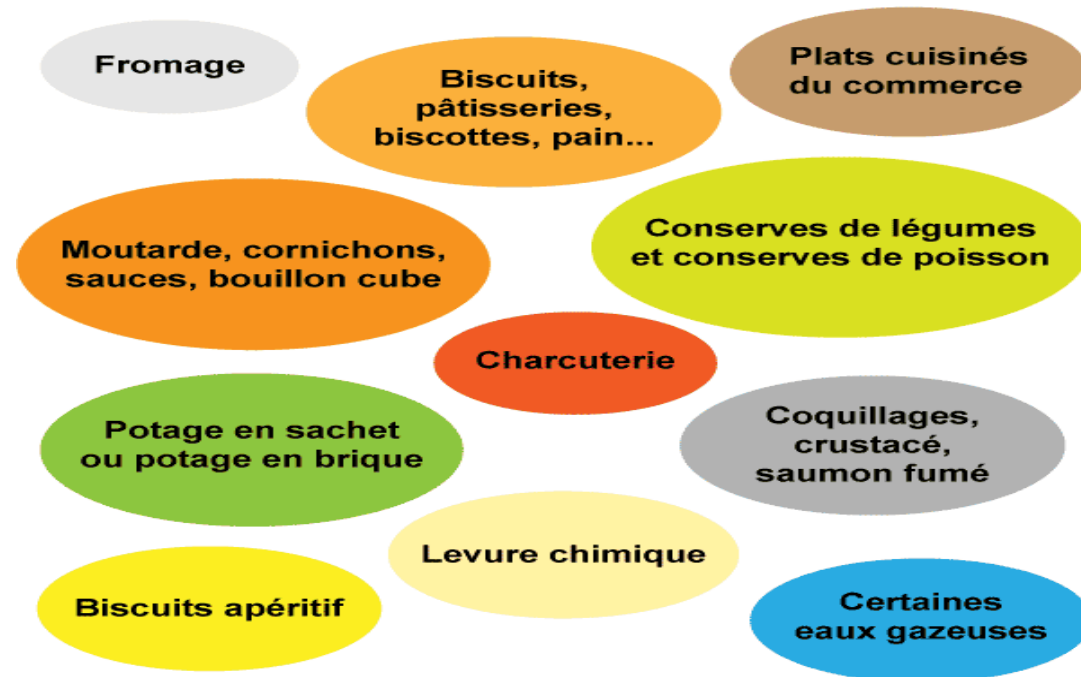 Fromage
Biscuits,
pâtisseries,
biscottes, pain...
Plats cuisinés
du commerce
Moutarde, cornichons,
sauces, bouillon cube
Conserves de légumes
et conserves de poisson
Charcuterie
Potage en sachet
ou potage en brique
Coquillages,
crustacé,
saumon fumé
Levure chimique
Biscuits apéritif
Certaines
eaux gazeuses